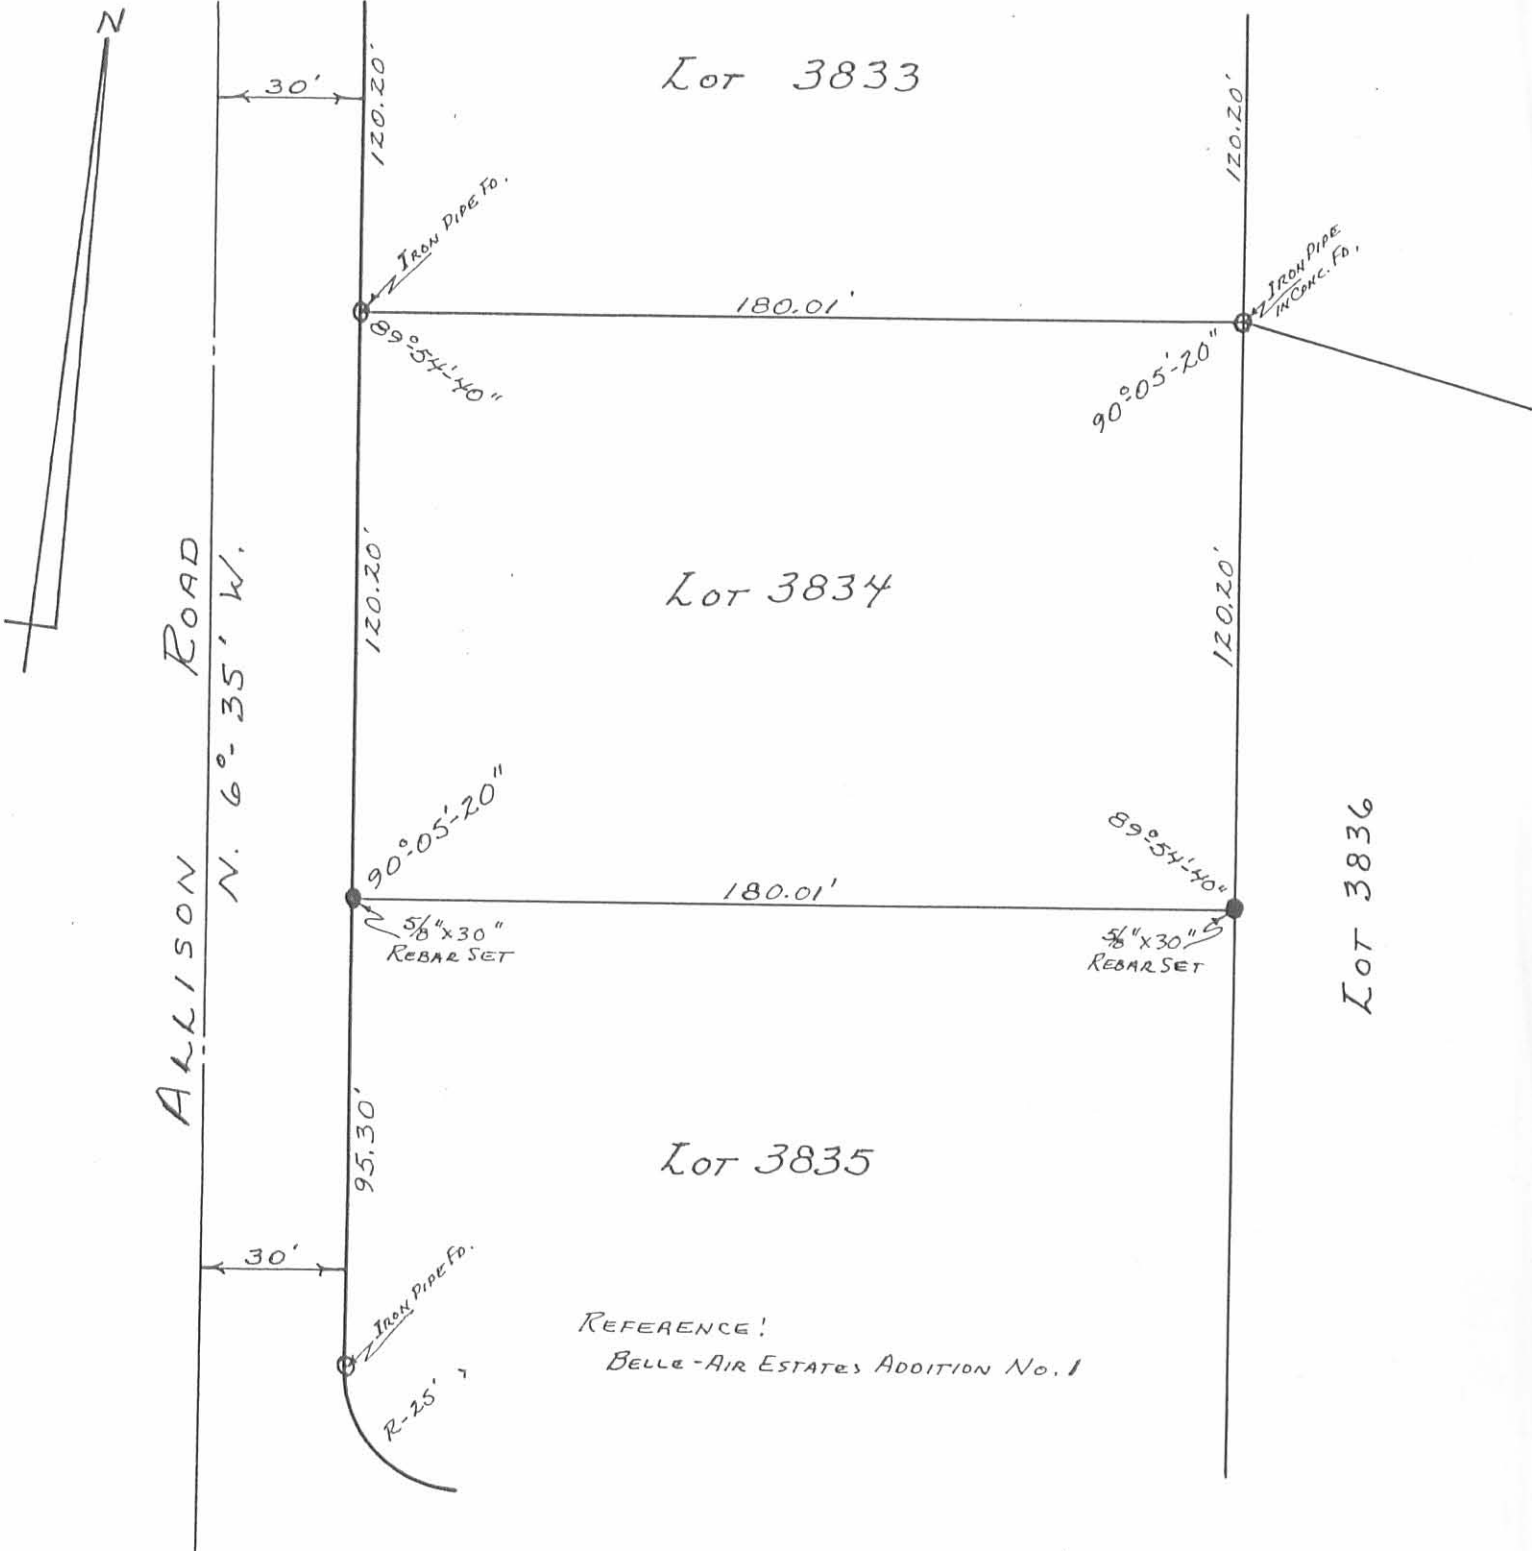 N
30'
120.20'
Lot 3833
120.20'
Iron Pipe Fd.
Iron Pipe
in Conc. Fd.
180.01'
89°-54'-40"
90°-05'-20"
Allison Road
N. 6°-35' W.
120.20'
Lot 3834
120.20'
90°-05'-20"
89°-54'-40"
180.01'
5/8"x30"
Rebar Set
5/8"x30"
Rebar Set
Lot 3836
95.30'
Lot 3835
30'
Iron Pipe Fd.
R-25'
Reference!
Belle-Air Estates Addition No. 1